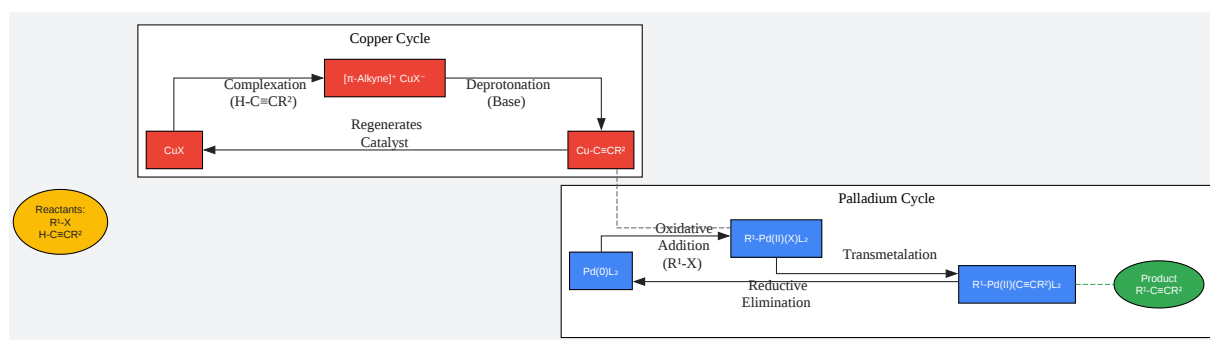 Copper Cycle
[π-Alkyne]⁺ CuX⁻
Complexation
(H-C≡CR²)
Deprotonation
(Base)
Regenerates
Catalyst
CuX
Cu-C≡CR²
Reactants:
R¹-X
H-C≡CR²
Palladium Cycle
Oxidative
Addition
(R¹-X)
R¹-Pd(II)(X)L₂
Transmetalation
Pd(0)L₂
Reductive
Elimination
R¹-Pd(II)(C≡CR²)L₂
Product
R¹-C≡CR²